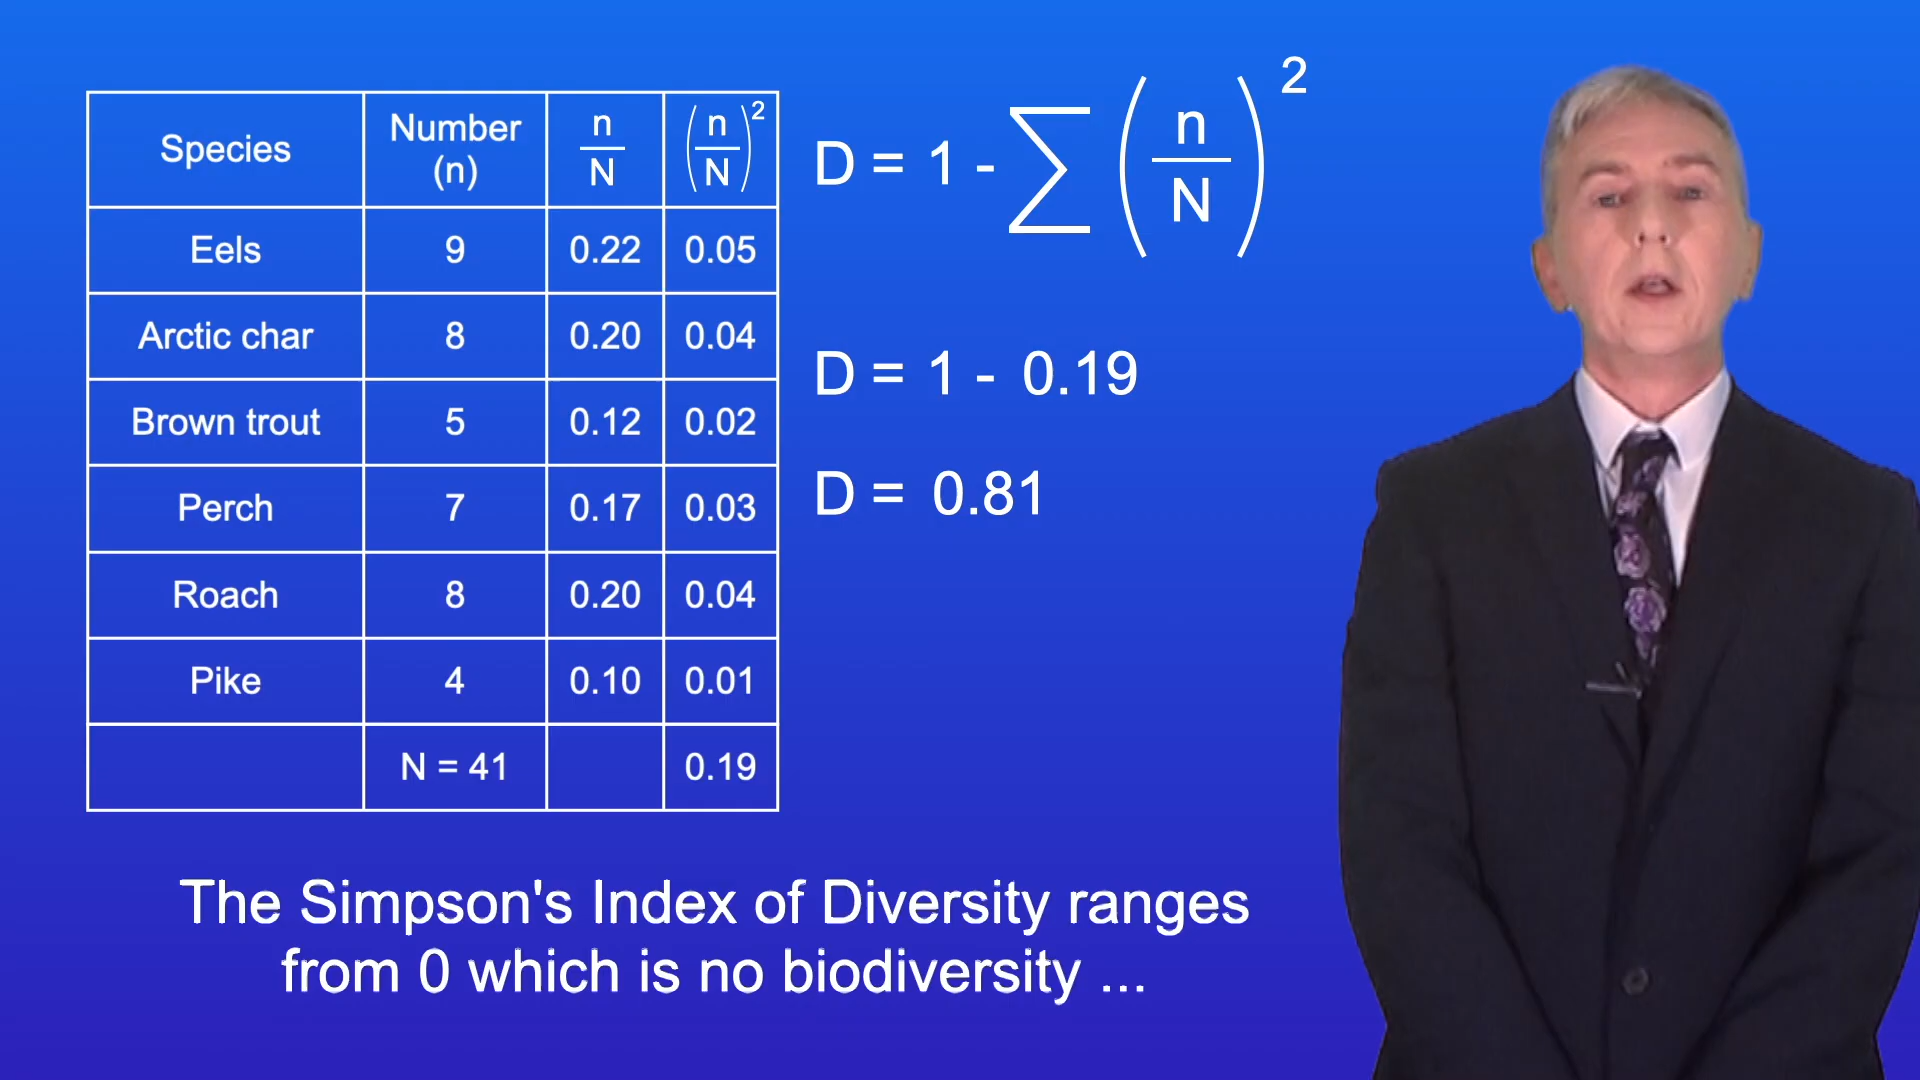 Species Number (n) n/N (n/N)²
Eels 9 0.22 0.05
Arctic char 8 0.20 0.04
Brown trout 5 0.12 0.02
Perch 7 0.17 0.03
Roach 8 0.20 0.04
Pike 4 0.10 0.01
N = 41 0.19
D = 1 - ∑ (n/N)²
D = 1 - 0.19
D = 0.81
The Simpson's Index of Diversity ranges
from 0 which is no biodiversity ...